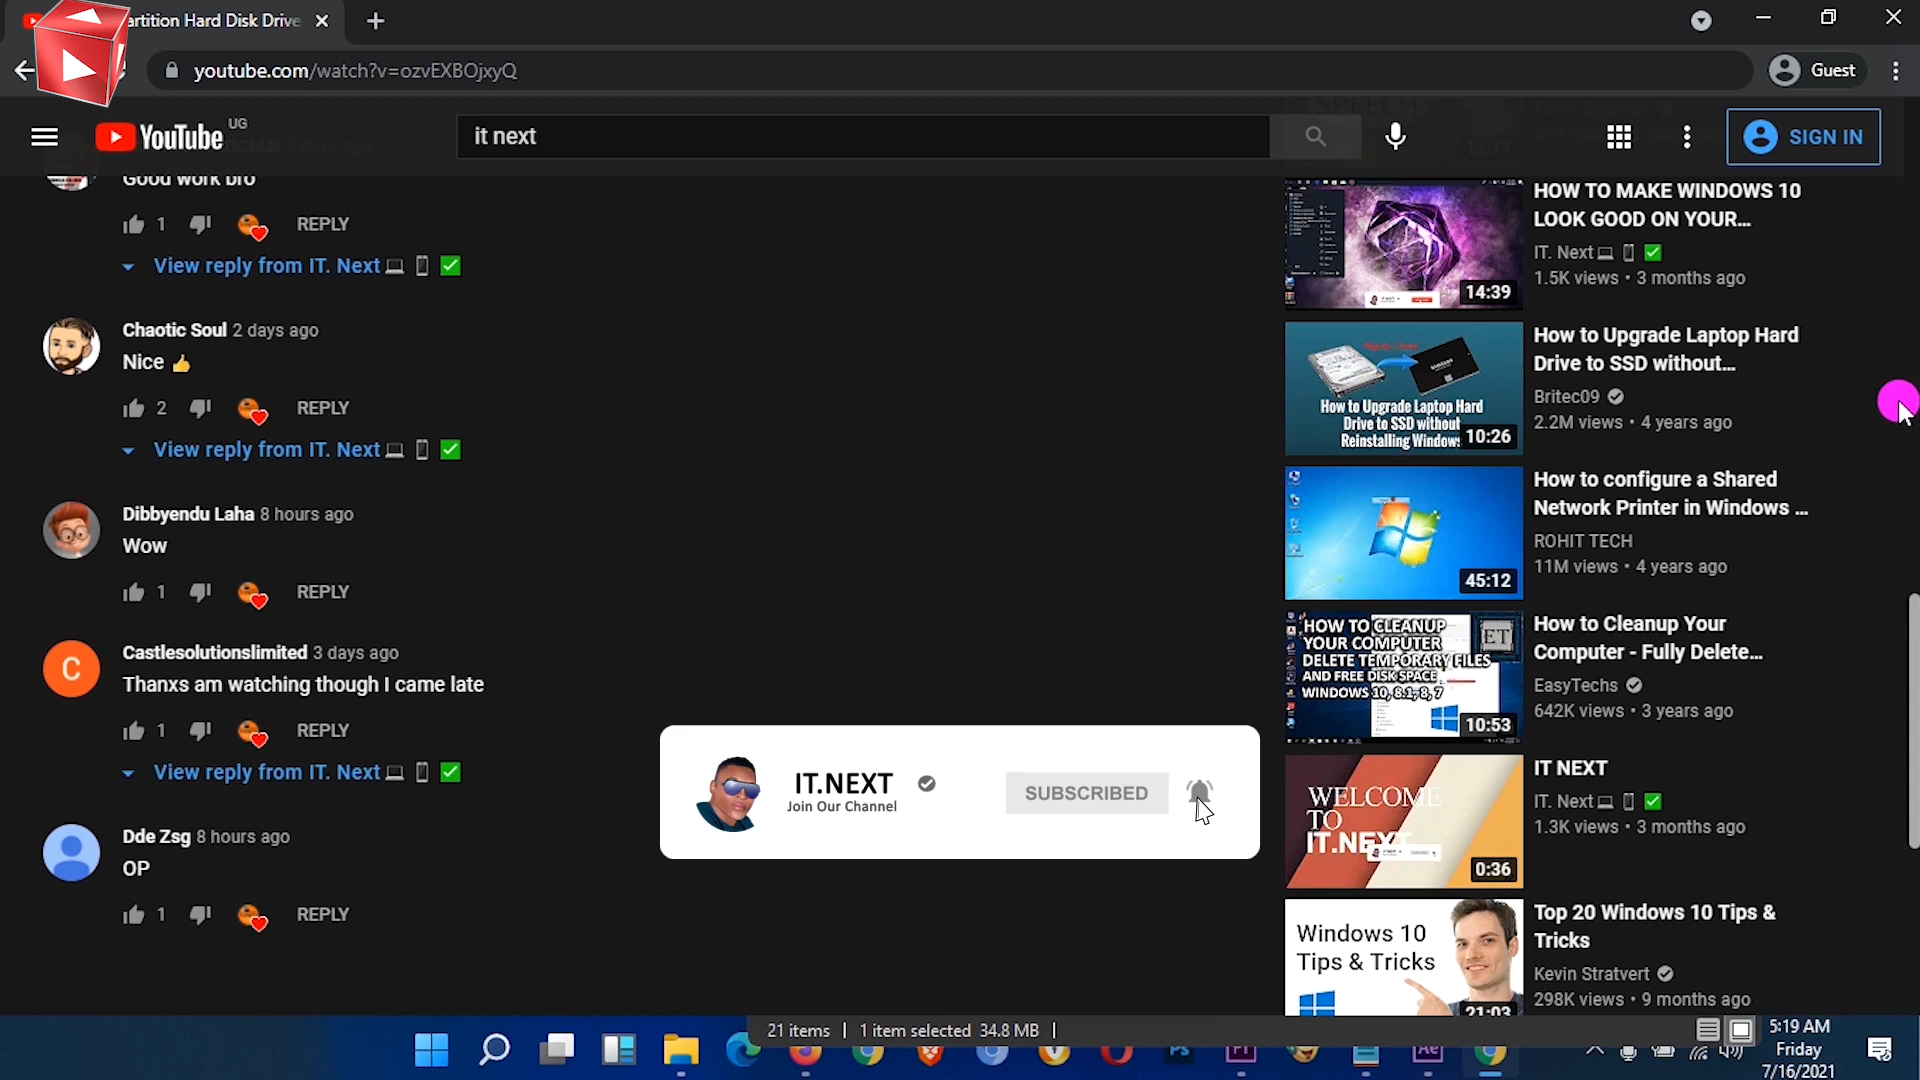 artition Hard Disk Drive
youtube.com/watch?v=ozvEXBOjxyQ
Guest
YouTube UG
it next
SIGN IN
Good work bro
1 REPLY
View reply from IT. Next
Chaotic Soul 2 days ago
Nice 👍
2 REPLY
View reply from IT. Next
Dibbyendu Laha 8 hours ago
Wow
1 REPLY
Castlesolutionslimited 3 days ago
Thanxs am watching though I came late
1 REPLY
View reply from IT. Next
Dde Zsg 8 hours ago
OP
1 REPLY
IT.NEXT
Join Our Channel
SUBSCRIBED
SPEECH
12:17
14:39
HOW TO MAKE WINDOWS 10
LOOK GOOD ON YOUR...
IT. Next
1.5K views • 3 months ago
How to Upgrade Laptop Hard
Drive to SSD without
Reinstalling Windows
10:26
How to Upgrade Laptop Hard
Drive to SSD without...
Britec09
2.2M views • 4 years ago
45:12
How to configure a Shared
Network Printer in Windows ...
ROHIT TECH
11M views • 4 years ago
HOW TO CLEANUP
YOUR COMPUTER
DELETE TEMPORARY FILES
AND FREE DISK SPACE
WINDOWS 10, 8.1, 8, 7
ET
10:53
How to Cleanup Your
Computer - Fully Delete...
EasyTechs
642K views • 3 years ago
WELCOME
TO
IT.NEXT
0:36
IT NEXT
IT. Next
1.3K views • 3 months ago
Windows 10
Tips & Tricks
21:03
Top 20 Windows 10 Tips &
Tricks
Kevin Stratvert
298K views • 9 months ago
21 items | 1 item selected 34.8 MB |
Ps
Ae
5:19 AM
Friday
7/16/2021